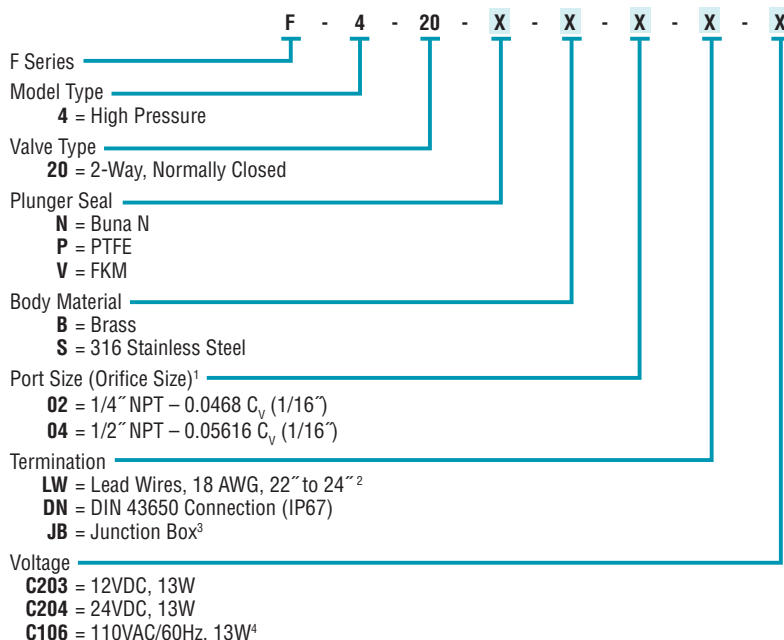 F - 4 - 20 - X - X - X - X - X
F Series
Model Type
4 = High Pressure
Valve Type
20 = 2-Way, Normally Closed
Plunger Seal
N = Buna N
P = PTFE
V = FKM
Body Material
B = Brass
S = 316 Stainless Steel
Port Size (Orifice Size)¹
02 = 1/4˝ NPT – 0.0468 Cᵥ (1/16˝)
04 = 1/2˝ NPT – 0.05616 Cᵥ (1/16˝)
Termination
LW = Lead Wires, 18 AWG, 22˝ to 24˝ ²
DN = DIN 43650 Connection (IP67)
JB = Junction Box³
Voltage
C203 = 12VDC, 13W
C204 = 24VDC, 13W
C106 = 110VAC/60Hz, 13W⁴